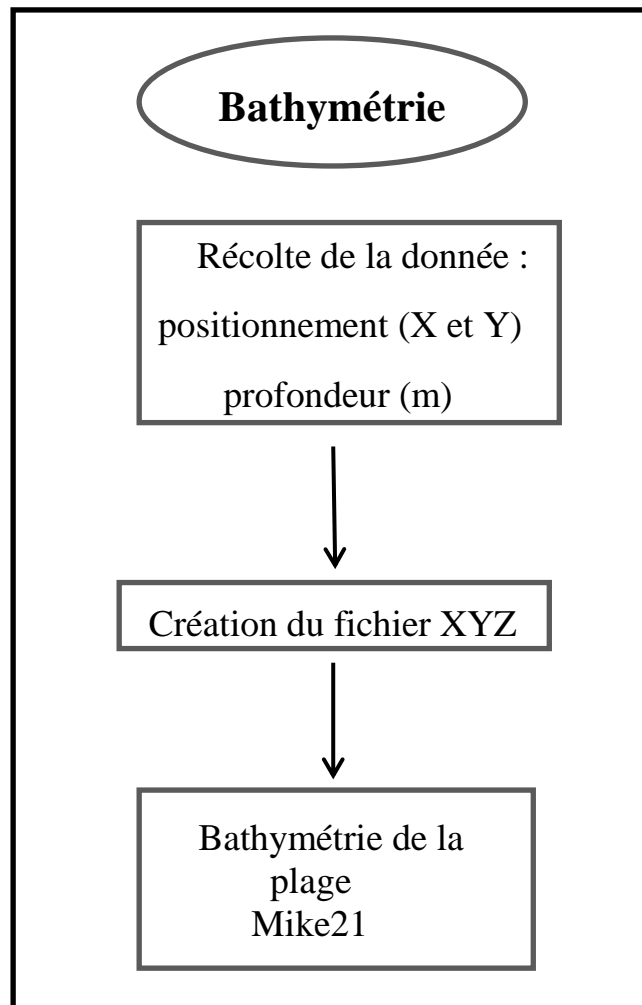 Bathymétrie
Récolte de la donnée :
positionnement (X et Y)
profondeur (m)
Création du fichier XYZ
Bathymétrie de la
plage
Mike21